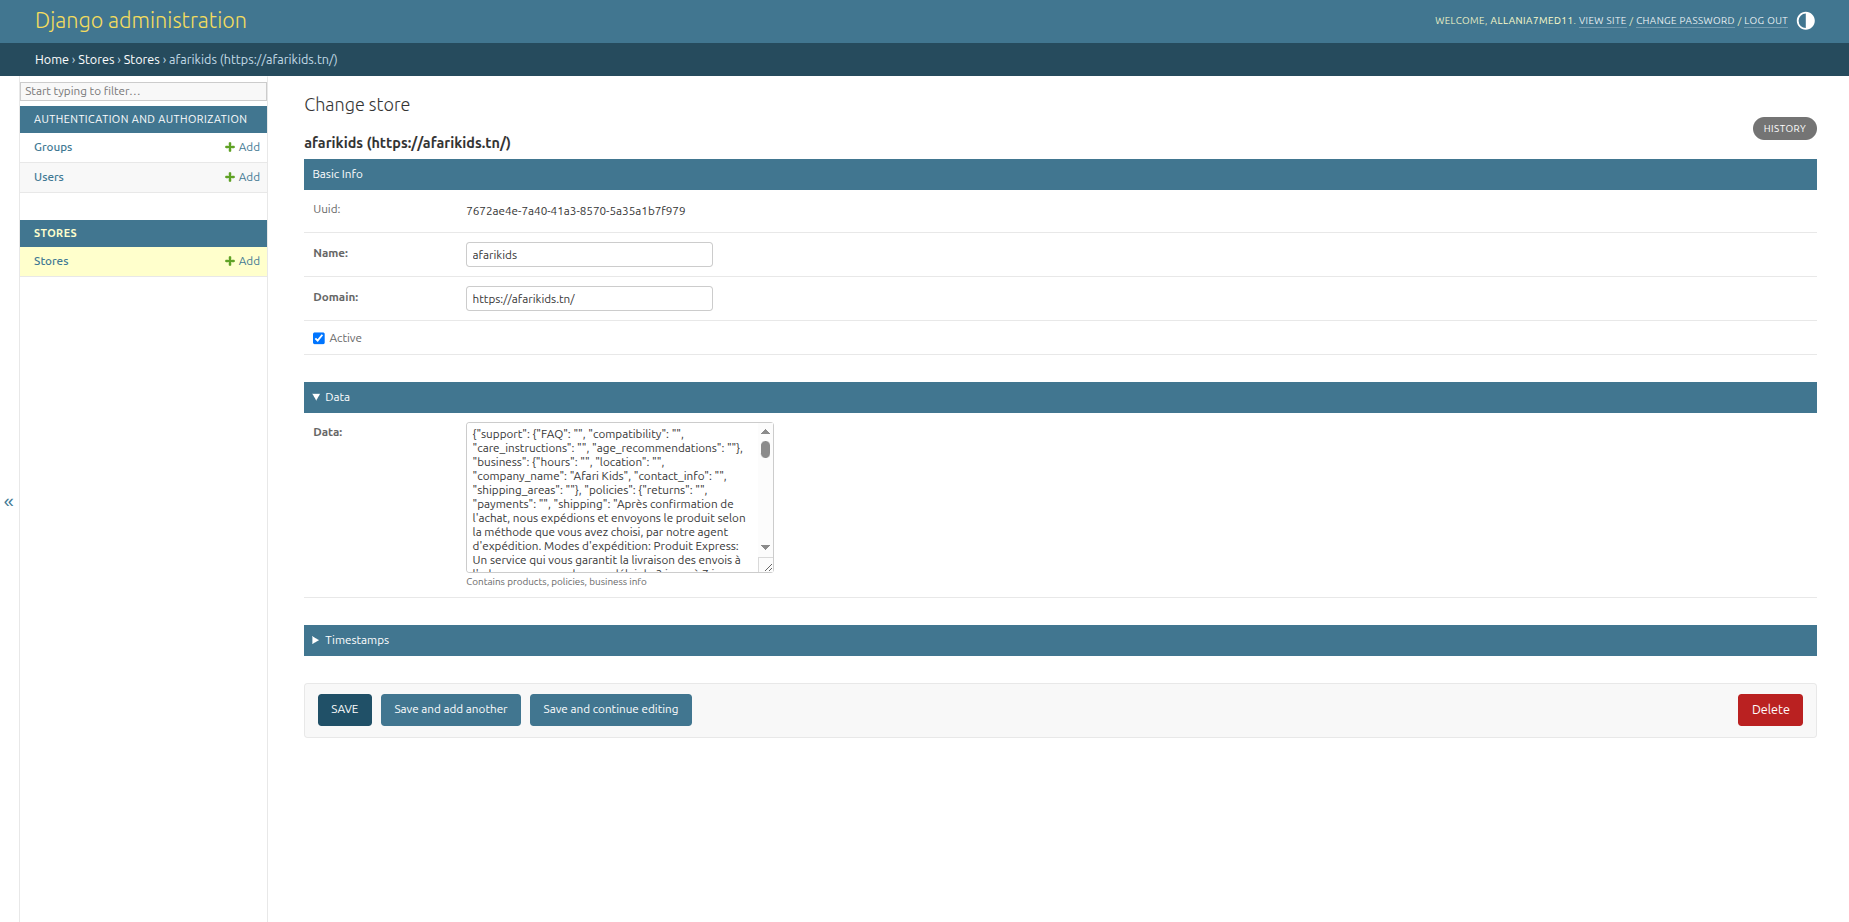 Django administration
WELCOME, ALLANIA7MED11. VIEW SITE / CHANGE PASSWORD / LOG OUT
Home › Stores › Stores › afarikids (https://afarikids.tn/)
Start typing to filter…
AUTHENTICATION AND AUTHORIZATION
Groups + Add
Users + Add
STORES
Stores + Add
«
Change store
HISTORY
afarikids (https://afarikids.tn/)
Basic Info
Uuid: 7672ae4e-7a40-41a3-8570-5a35a1b7f979
Name: afarikids
Domain: https://afarikids.tn/
Active
Data
Data:
{"support": {"FAQ": "", "compatibility": "",
"care_instructions": "", "age_recommendations": ""},
"business": {"hours": "", "location": "",
"company_name": "Afari Kids", "contact_info": "",
"shipping_areas": ""}, "policies": {"returns": "",
"payments": "", "shipping": "Après confirmation de
l'achat, nous expédions et envoyons le produit selon
la méthode que vous avez choisi, par notre agent
d'expédition. Modes d'expédition: Produit Express:
Un service qui vous garantit la livraison des envois à
Contains products, policies, business info
Timestamps
SAVE
Save and add another
Save and continue editing
Delete